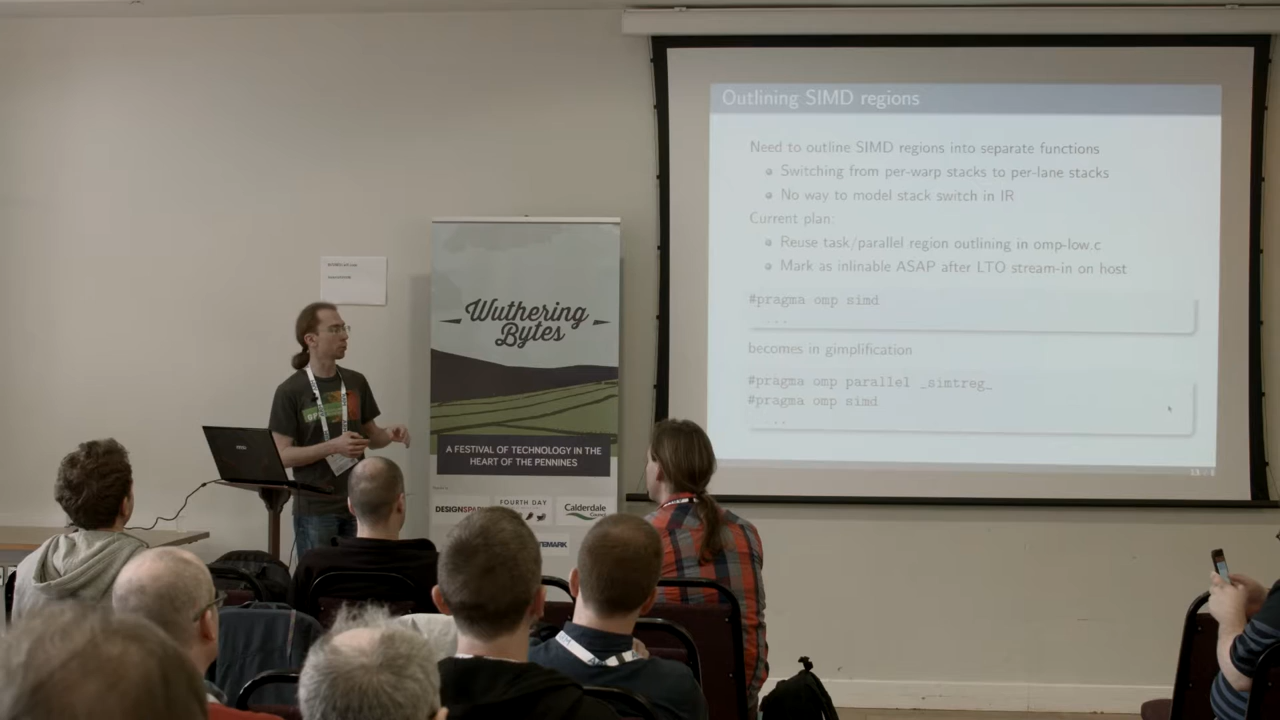 Outlining SIMD regions
Need to outline SIMD regions into separate functions
Switching from per-warp stacks to per-lane stacks
No way to model stack switch in IR
Current plan:
Reuse task/parallel region outlining in omp-low.c
Mark as inlinable ASAP after LTO stream-in on host
#pragma omp simd
...
becomes in gimplification
#pragma omp parallel _simtreg_
#pragma omp simd
...
Wuthering
Bytes
A FESTIVAL OF TECHNOLOGY IN THE
HEART OF THE PENNINES
FOURTH DAY
Calderdale